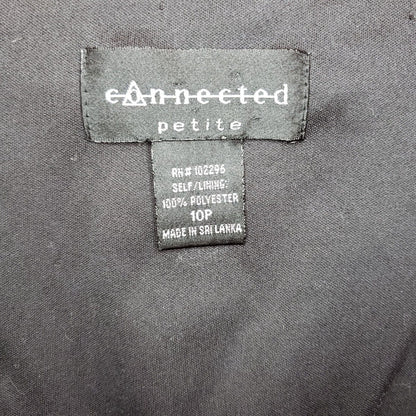 connected
petite
RN# 102296
SELF/LINING:
100% POLYESTER
10P
MADE IN SRI LANKA